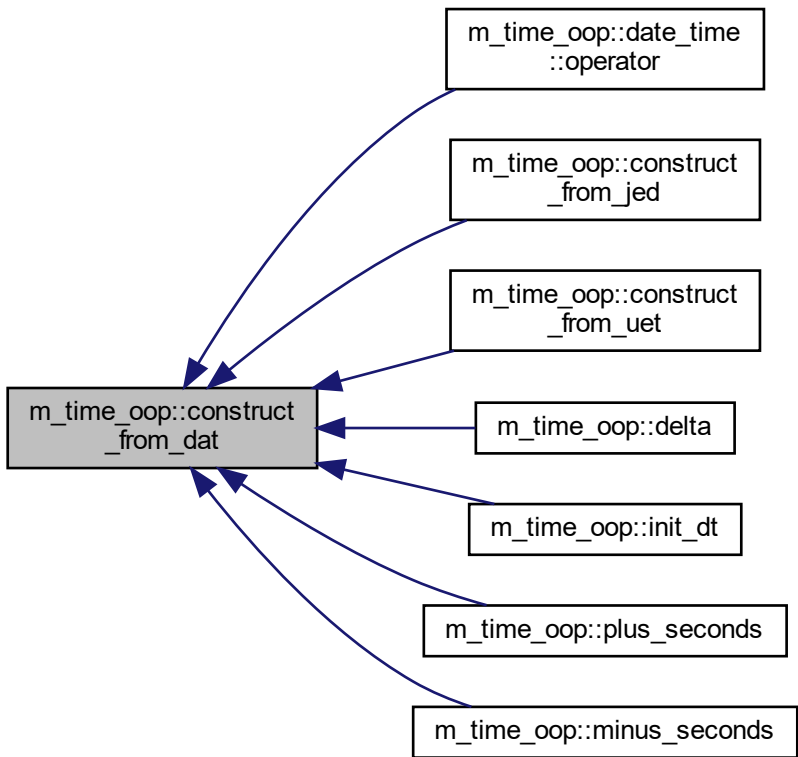 m_time_oop::date_time
::operator
m_time_oop::construct
_from_jed
m_time_oop::construct
_from_uet
m_time_oop::construct
_from_dat
m_time_oop::delta
m_time_oop::init_dt
m_time_oop::plus_seconds
m_time_oop::minus_seconds